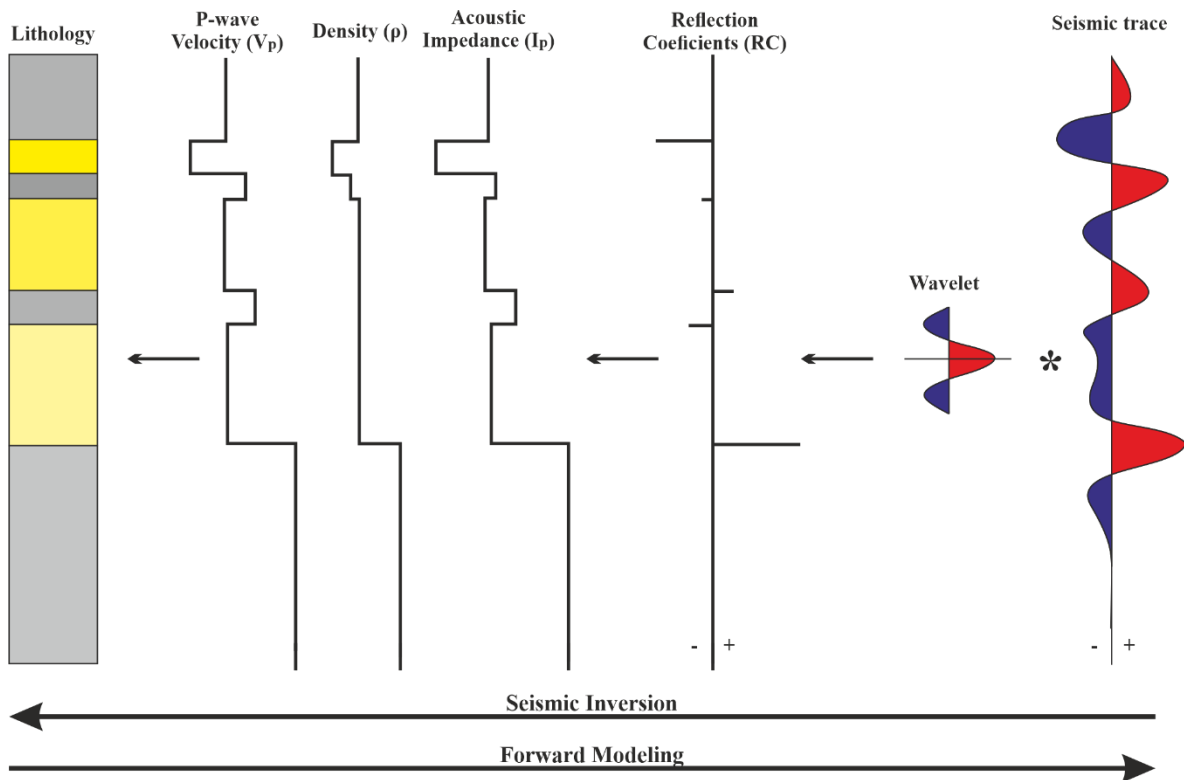 Lithology
P-wave
Velocity (Vₚ)
Density (ρ)
Acoustic
Impedance (Iₚ)
Reflection
Coeficients (RC)
Seismic trace
Wavelet
*
- +
- +
Seismic Inversion
Forward Modeling